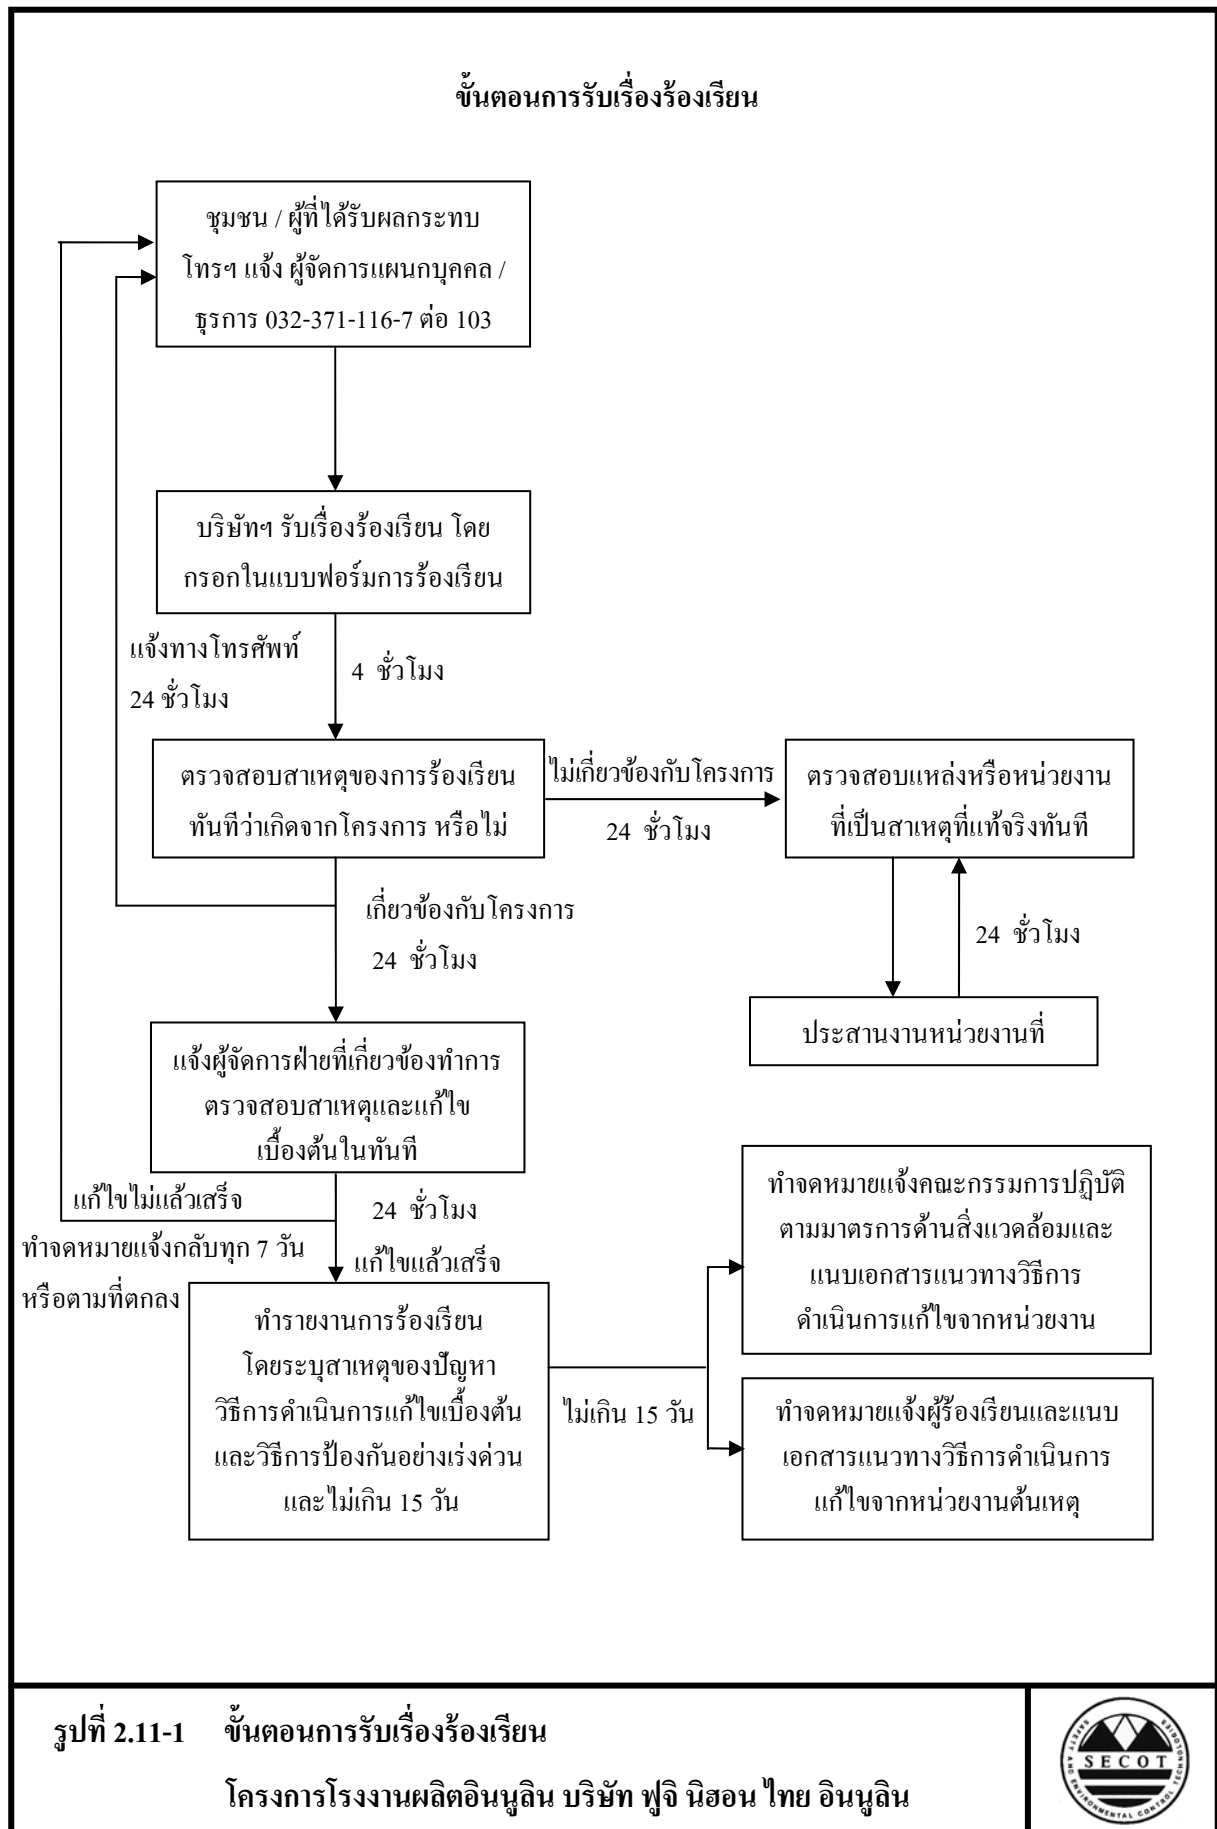 ขั้นตอนการรับเรื่องร้องเรียน
ชุมชน / ผู้ที่ได้รับผลกระทบ
โทรฯ แจ้ง ผู้จัดการแผนกบุคคล /
ธุรการ 032-371-116-7 ต่อ 103
บริษัทฯ รับเรื่องร้องเรียน โดย
กรอกในแบบฟอร์มการร้องเรียน
แจ้งทางโทรศัพท์
24 ชั่วโมง
4 ชั่วโมง
ตรวจสอบสาเหตุของการร้องเรียน
ทันทีว่าเกิดจากโครงการ หรือไม่
ไม่เกี่ยวข้องกับโครงการ
24 ชั่วโมง
ตรวจสอบแหล่งหรือหน่วยงาน
ที่เป็นสาเหตุที่แท้จริงทันที
เกี่ยวข้องกับโครงการ
24 ชั่วโมง
24 ชั่วโมง
ประสานงานหน่วยงานที่
แจ้งผู้จัดการฝ่ายที่เกี่ยวข้องทำการ
ตรวจสอบสาเหตุและแก้ไข
เบื้องต้นในทันที
แก้ไขไม่แล้วเสร็จ
ทำจดหมายแจ้งกลับทุก 7 วัน
หรือตามที่ตกลง
24 ชั่วโมง
แก้ไขแล้วเสร็จ
ทำรายงานการร้องเรียน
โดยระบุสาเหตุของปัญหา
วิธีการดำเนินการแก้ไขเบื้องต้น
และวิธีการป้องกันอย่างเร่งด่วน
และไม่เกิน 15 วัน
ไม่เกิน 15 วัน
ทำจดหมายแจ้งคณะกรรมการปฏิบัติ
ตามมาตรการด้านสิ่งแวดล้อมและ
แนบเอกสารแนวทางวิธีการ
ดำเนินการแก้ไขจากหน่วยงาน
ทำจดหมายแจ้งผู้ร้องเรียนและแนบ
เอกสารแนวทางวิธีการดำเนินการ
แก้ไขจากหน่วยงานต้นเหตุ
รูปที่ 2.11-1 ขั้นตอนการรับเรื่องร้องเรียน
โครงการโรงงานผลิตอินนูลิน บริษัท ฟูจิ นิฮอน ไทย อินนูลิน
SECOT
SAFETY AND ENVIRONMENTAL CONTROL TECHNOLOGIES